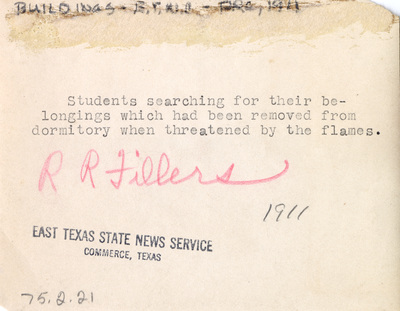 BUILDINGS - E.T.N.C. - PRE, 1911
Students searching for their be-
longings which had been removed from
dormitory when threatened by the flames.
R R Fillers
1911
EAST TEXAS STATE NEWS SERVICE
COMMERCE, TEXAS
75.2.21